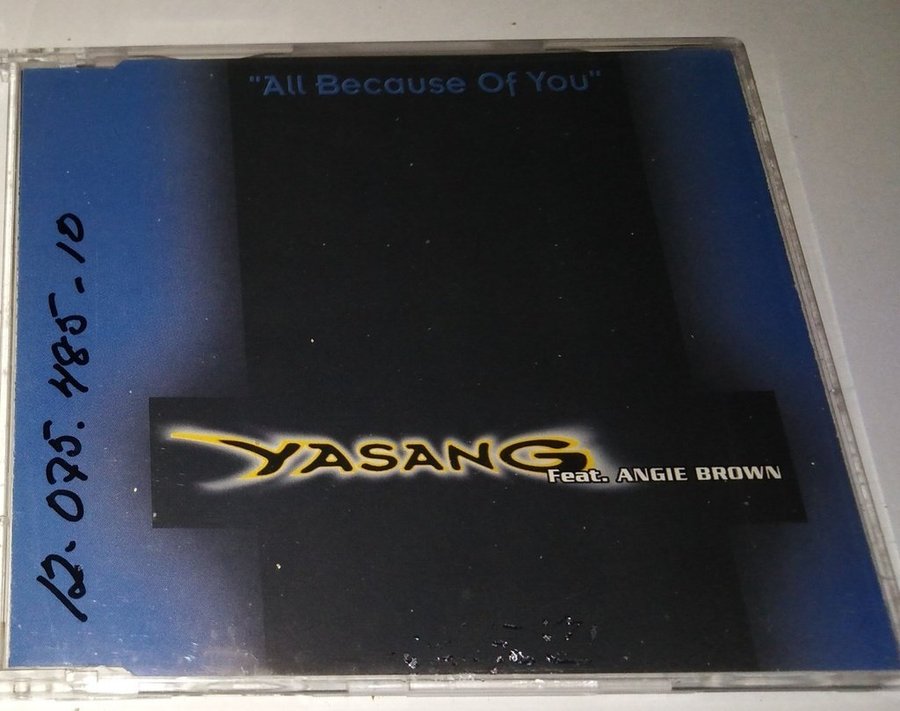 "All Because Of You"
YASANG
Feat. ANGIE BROWN
12.075.485-10